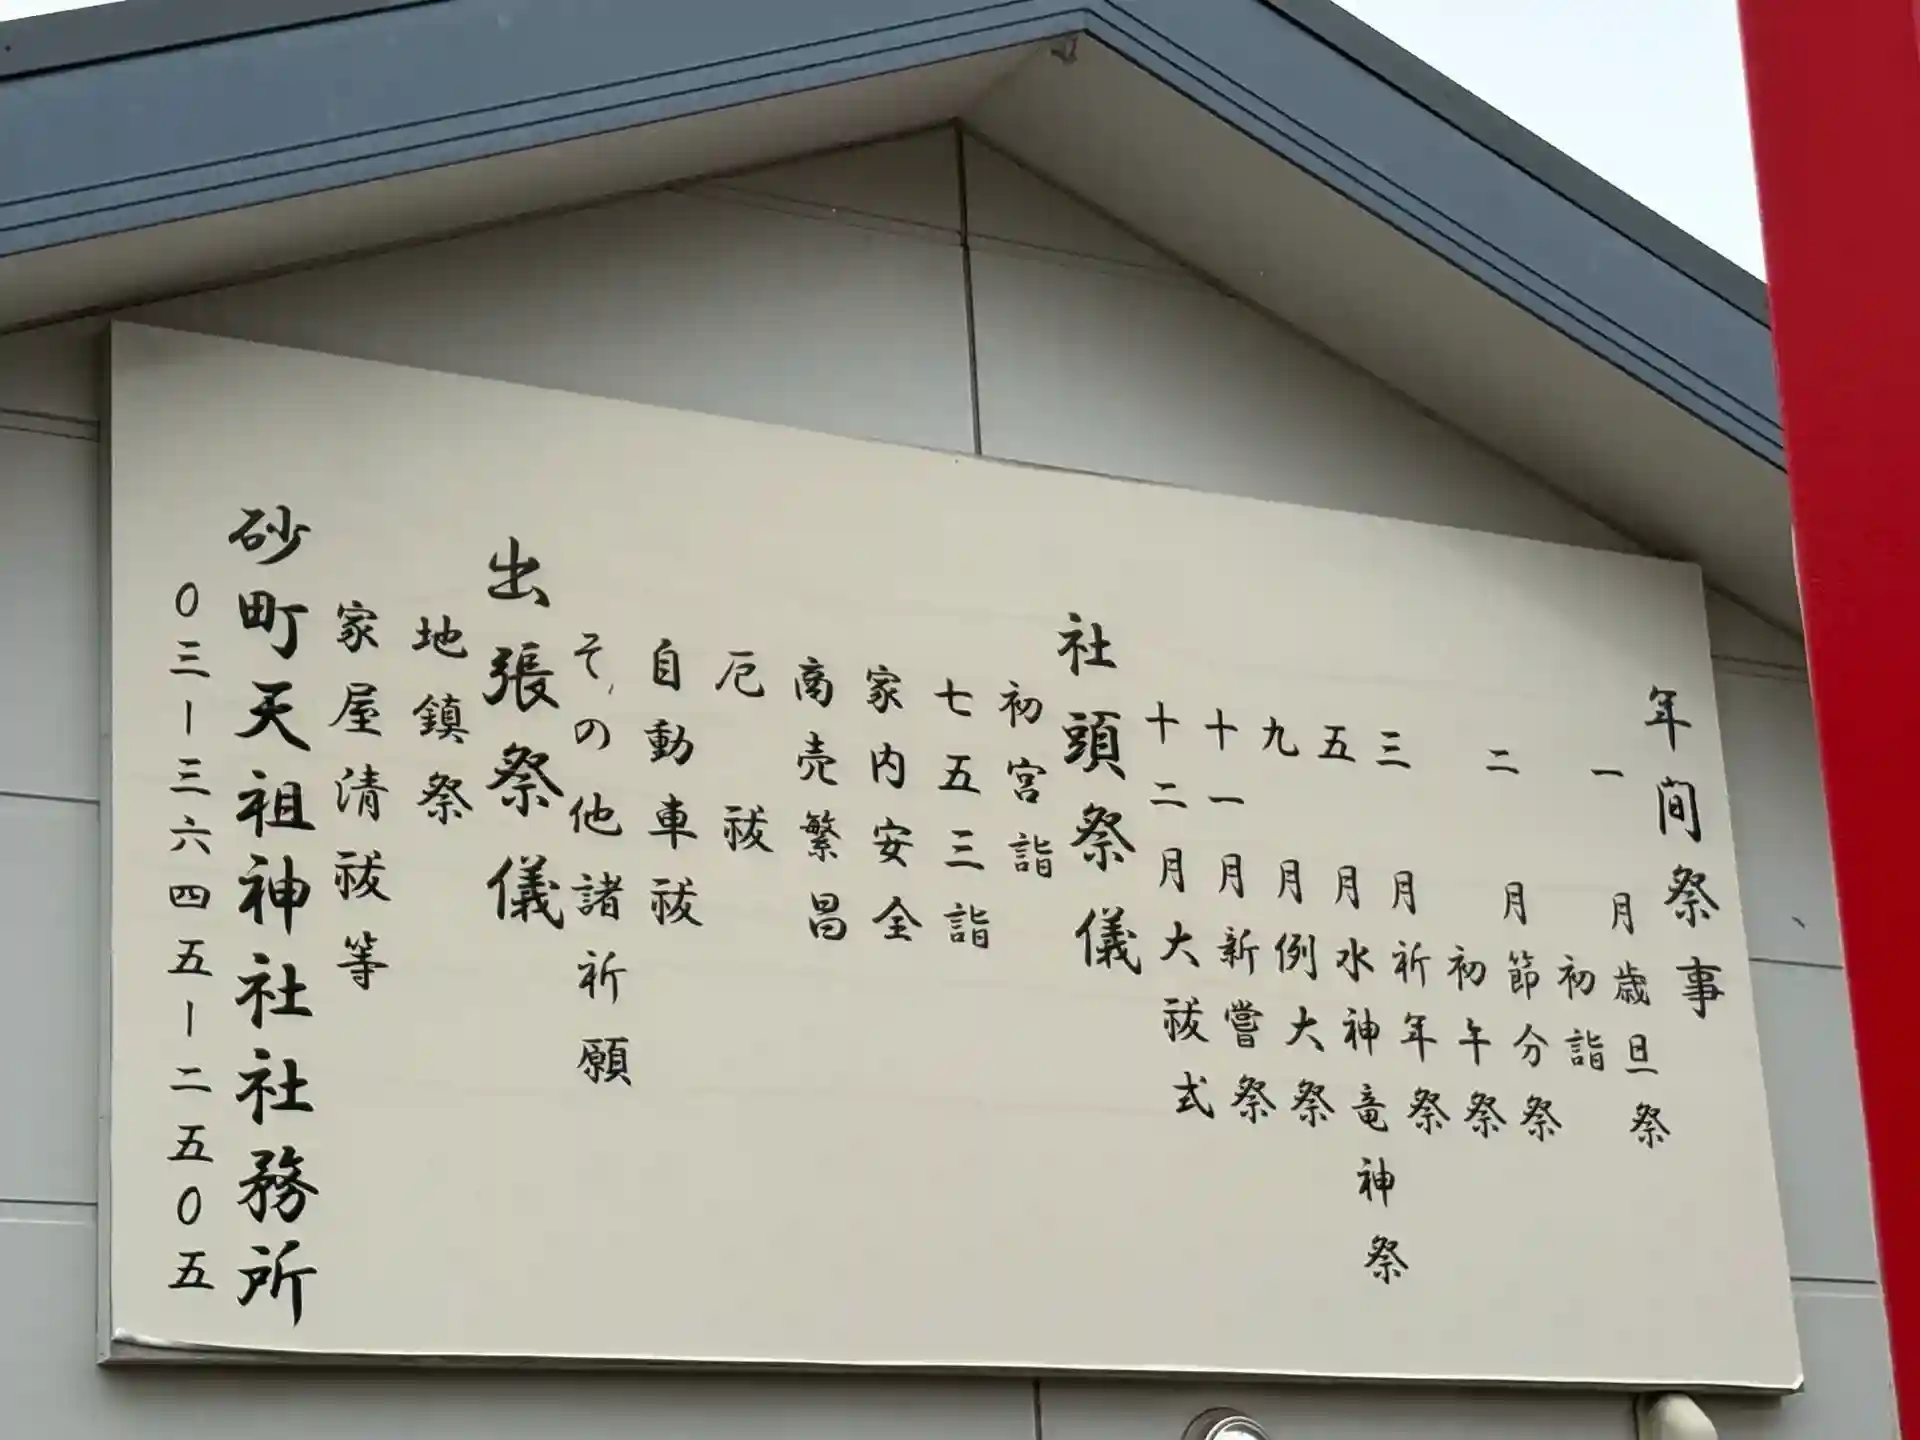 年間祭事
一月歳旦祭
初詣
二月節分祭
初午祭
三月祈年祭
五月水神竜神祭
九月例大祭
十一月新嘗祭
十二月大祓式
社頭祭儀
初宮詣
七五三詣
家内安全
商売繁昌
厄祓
自動車祓
その他諸祈願
出張祭儀
地鎮祭
家屋清祓等
砂町天祖神社社務所
０三ー三六四五ー二五０五